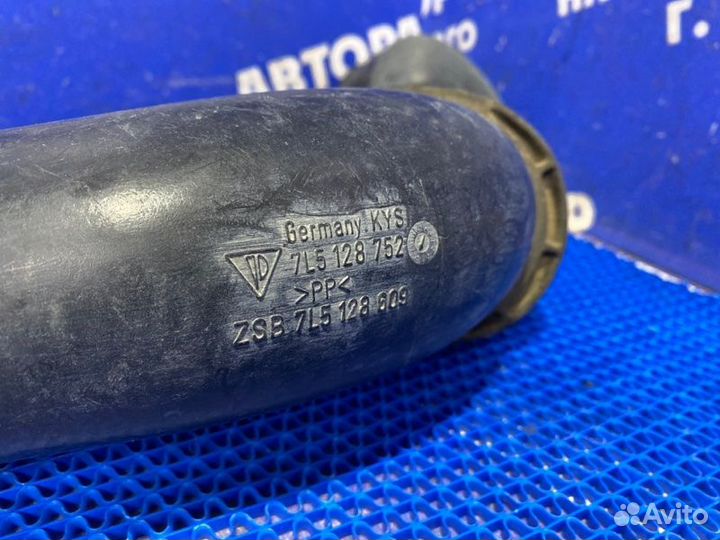 АВТОРА
Г.
Germany. KYS
7L5 128 752
>PP<
ZSB 7L5 128 609
Avito